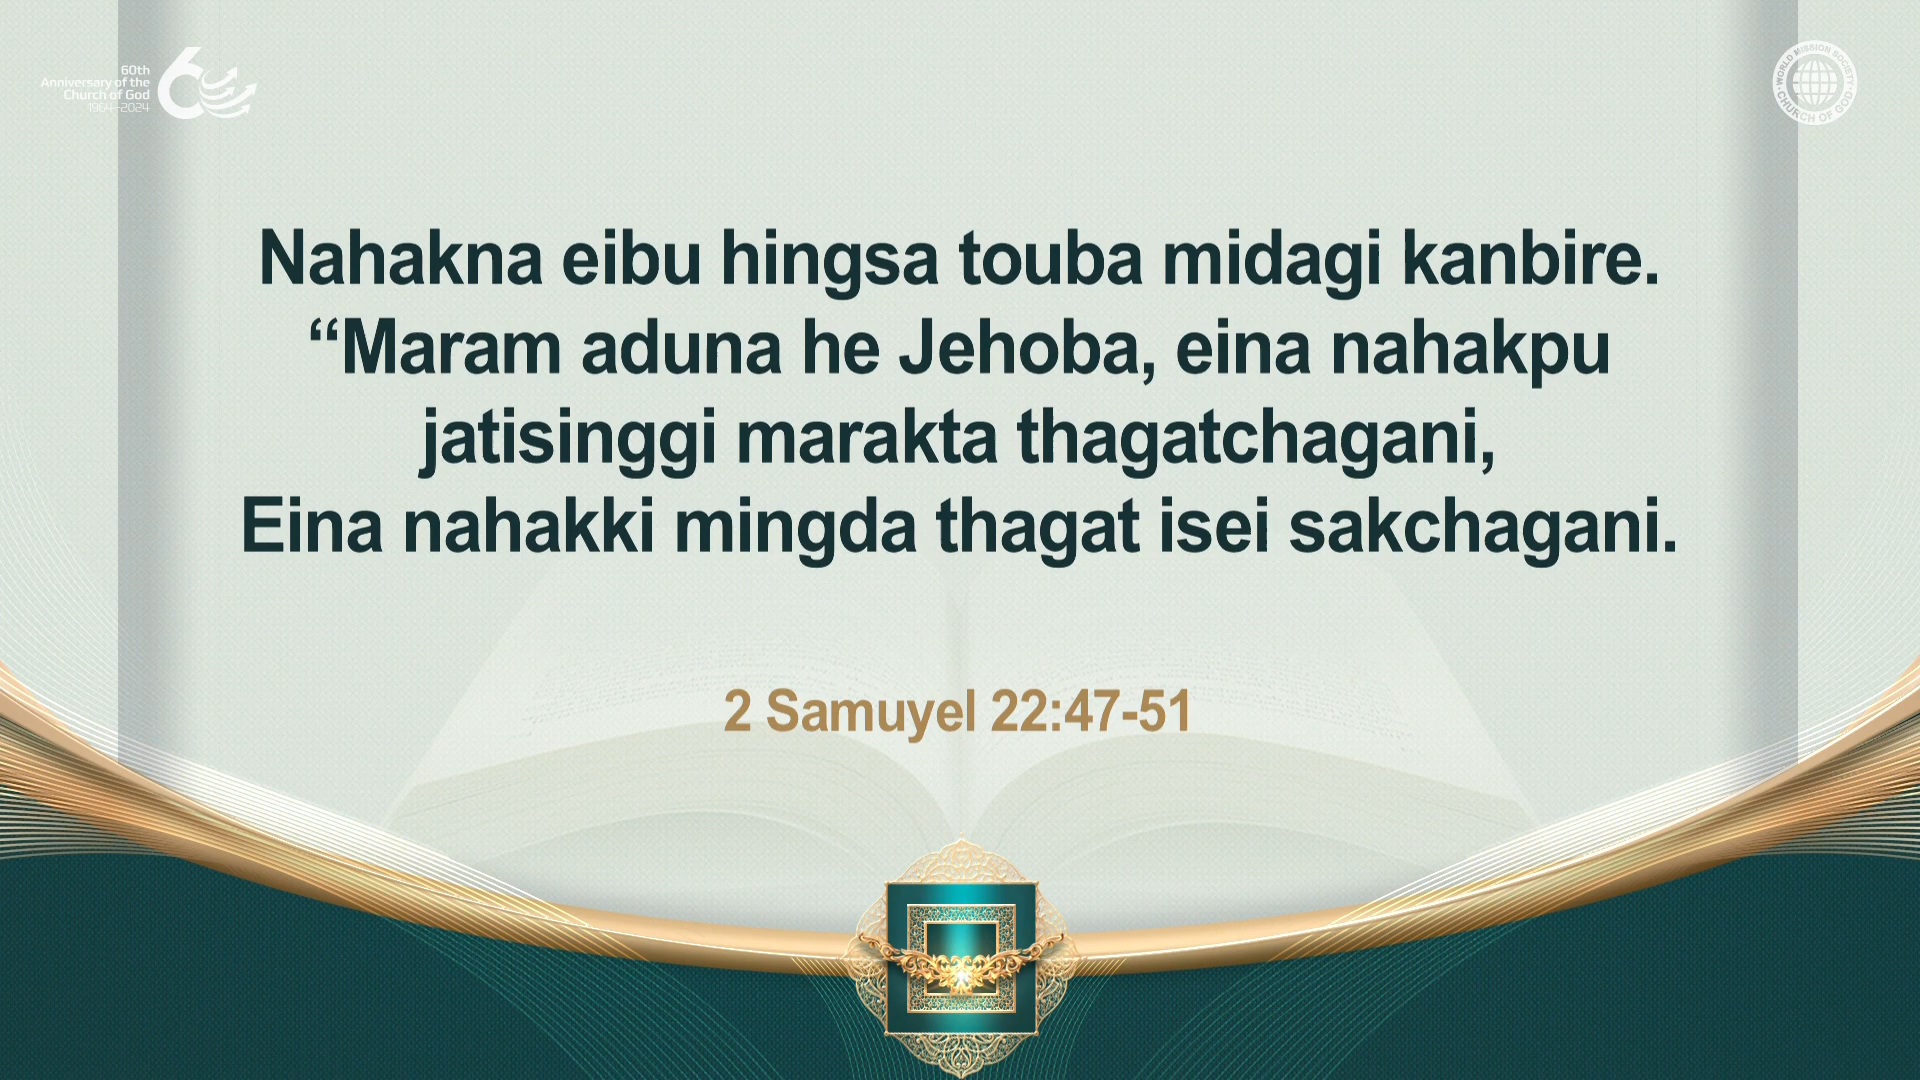 60th
Anniversary of the
Church of God
1964–2024
WORLD MISSION SOCIETY
CHURCH OF GOD
Nahakna eibu hingsa touba midagi kanbire.
“Maram aduna he Jehoba, eina nahakpu
jatisinggi marakta thagatchagani,
Eina nahakki mingda thagat isei sakchagani.
2 Samuyel 22:47-51